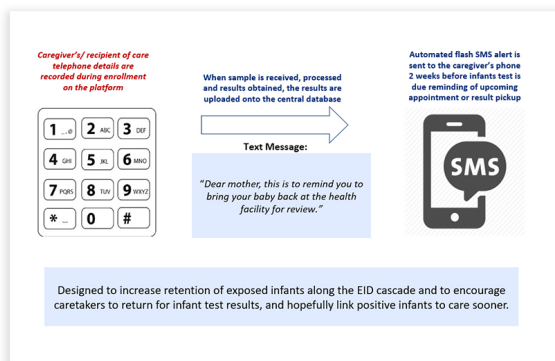 Caregiver's/ recipient of care
telephone details are
recorded during enrollment
on the platform
When sample is received, processed
and results obtained, the results are
uploaded onto the central database
Automated flash SMS alert is
sent to the caregiver's phone
2 weeks before infants test is
due reminding of upcoming
appointment or result pickup
1 _.@ 2 ABC 3 DEF
4 GHI 5 JKL 6 MNO
7 PQRS 8 TUV 9 WXYZ
* _ 0 #
Text Message:
"Dear mother, this is to remind you to
bring your baby back at the health
facility for review."
SMS
Designed to increase retention of exposed infants along the EID cascade and to encourage
caretakers to return for infant test results, and hopefully link positive infants to care sooner.